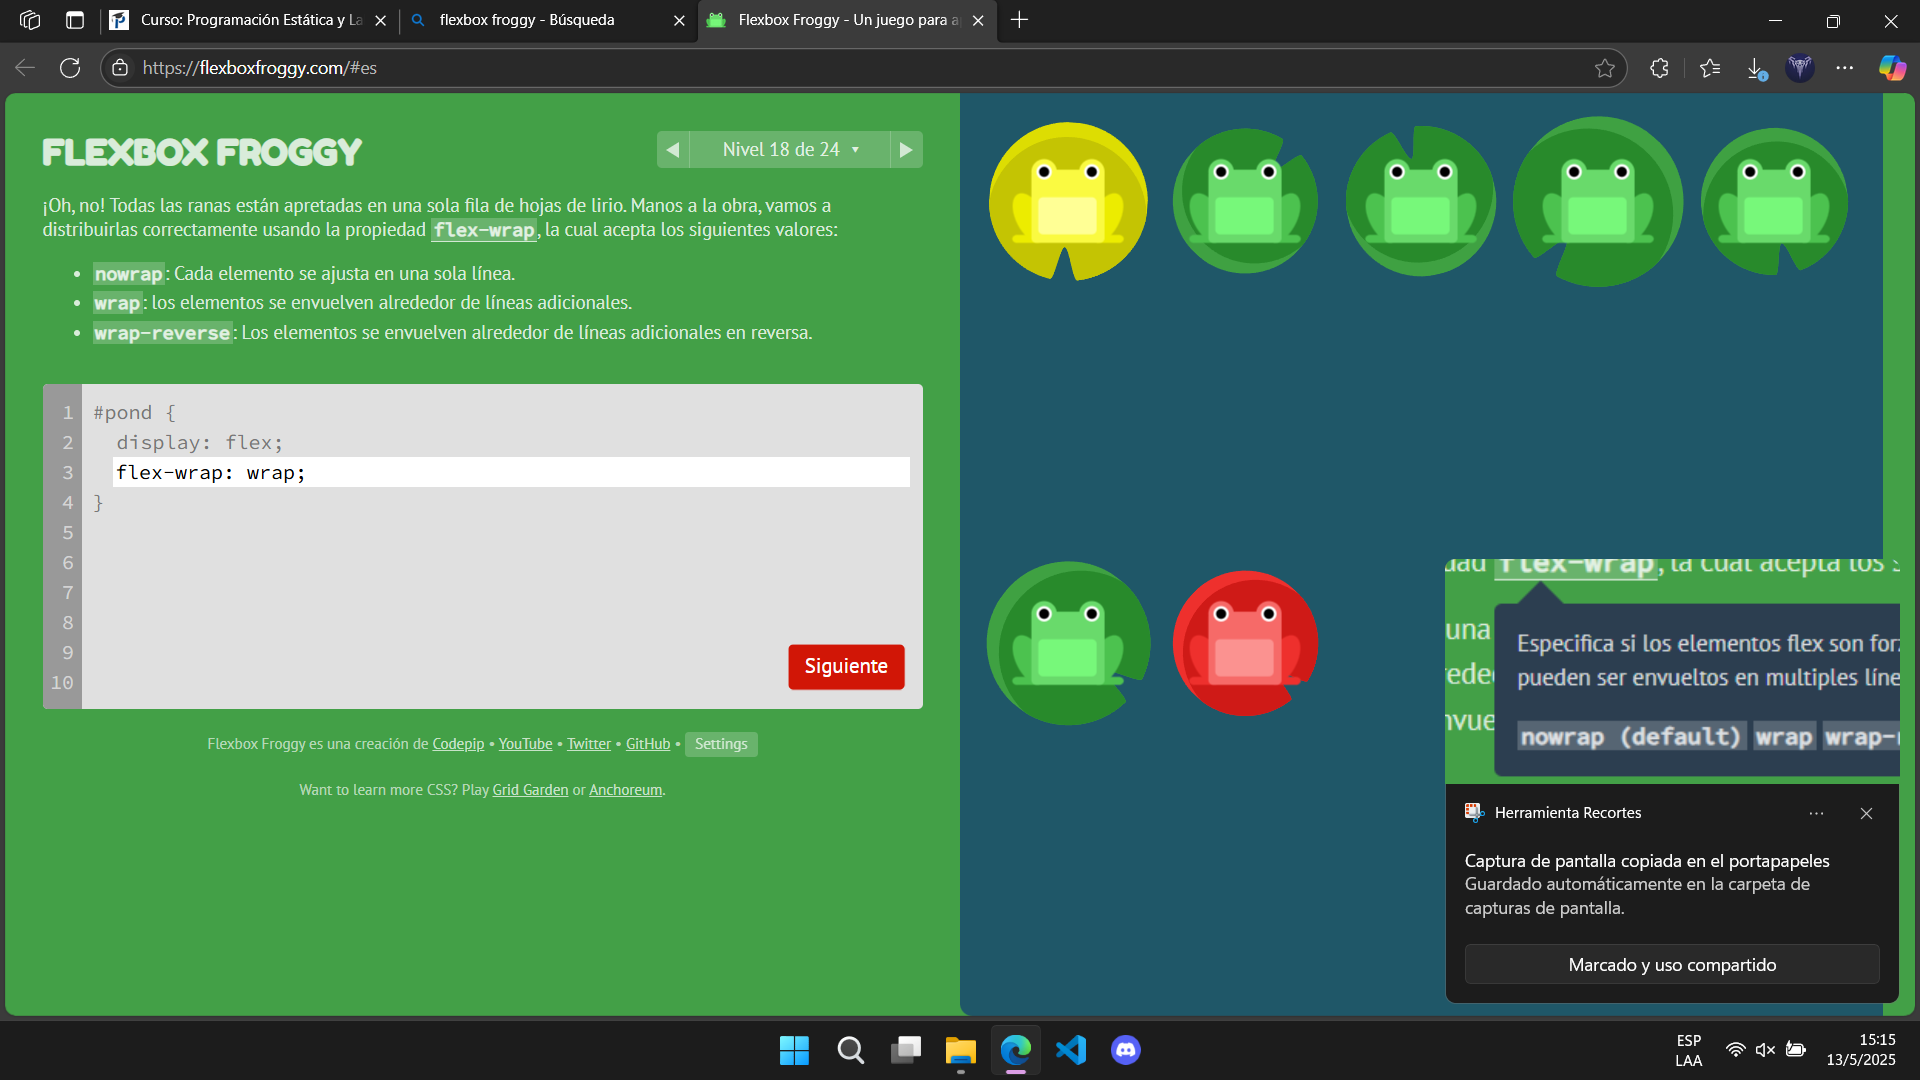 Curso: Programación Estática y La
flexbox froggy - Búsqueda
Flexbox Froggy - Un juego para a
https://flexboxfroggy.com/#es
FLEXBOX FROGGY
Nivel 18 de 24
¡Oh, no! Todas las ranas están apretadas en una sola fila de hojas de lirio. Manos a la obra, vamos a
distribuirlas correctamente usando la propiedad flex-wrap, la cual acepta los siguientes valores:
• nowrap: Cada elemento se ajusta en una sola línea.
• wrap: los elementos se envuelven alrededor de líneas adicionales.
• wrap-reverse: Los elementos se envuelven alrededor de líneas adicionales en reversa.
1 #pond {
2 display: flex;
3 flex-wrap: wrap;
4 }
5
6
7
8
9
10
Siguiente
Flexbox Froggy es una creación de Codepip • YouTube • Twitter • GitHub • Settings
Want to learn more CSS? Play Grid Garden or Anchoreum.
dad flex-wrap, la cual acepta los s
una
Especifica si los elementos flex son for
rede
pueden ser envueltos en multiples líne
nvue
nowrap (default) wrap wrap-r
Herramienta Recortes
Captura de pantalla copiada en el portapapeles
Guardado automáticamente en la carpeta de
capturas de pantalla.
Marcado y uso compartido
ESP
LAA
15:15
13/5/2025